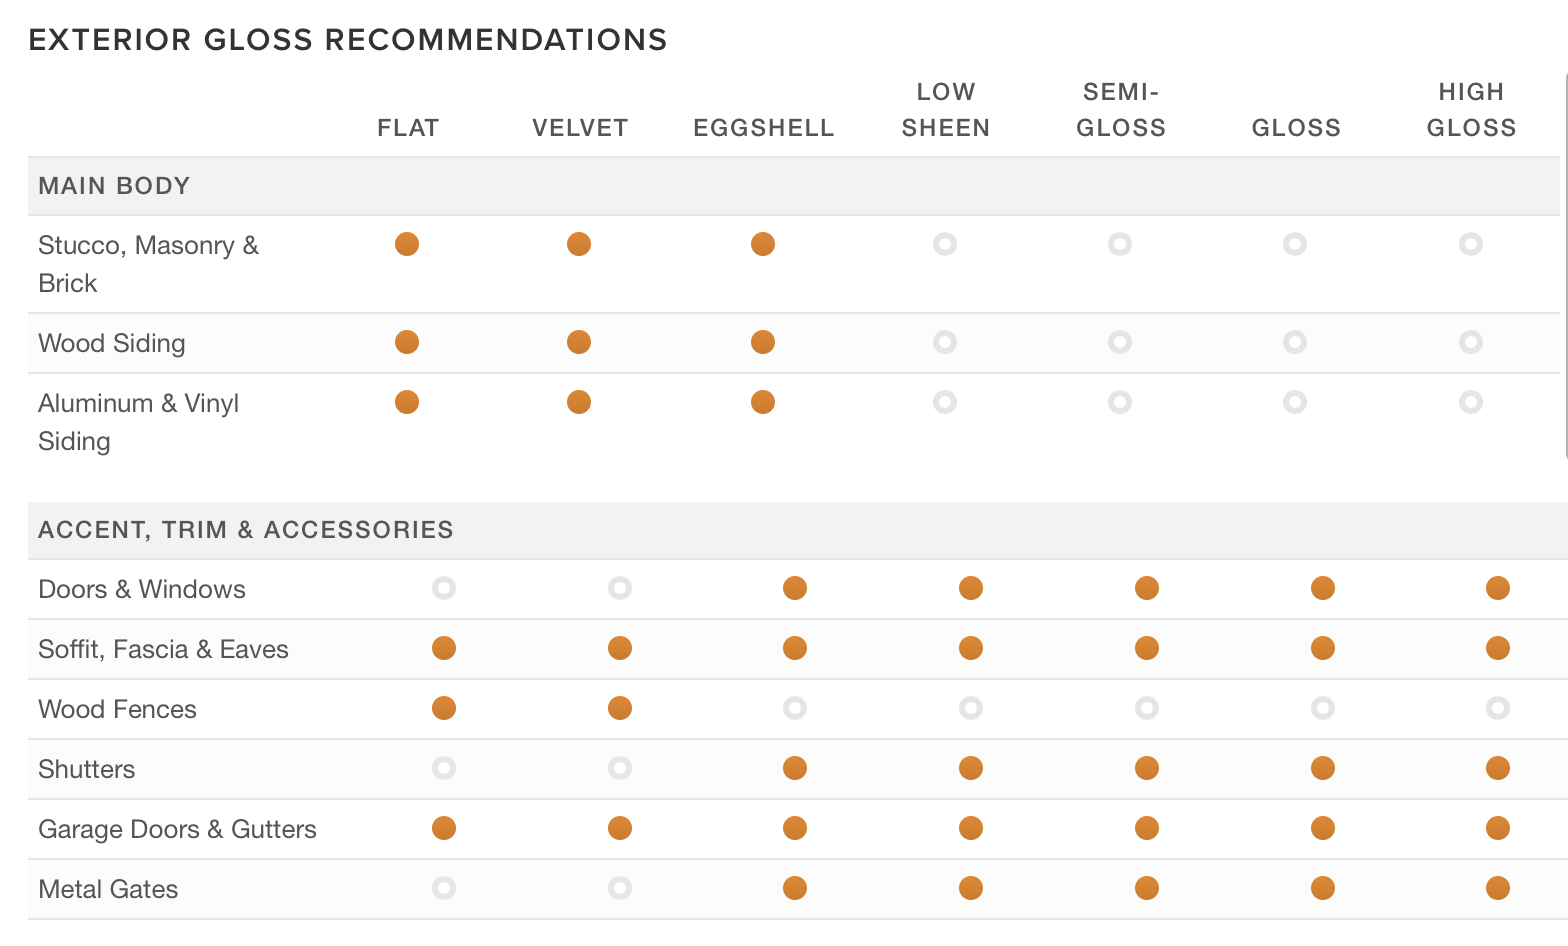 EXTERIOR GLOSS RECOMMENDATIONS
FLAT VELVET EGGSHELL LOW SHEEN SEMI-GLOSS GLOSS HIGH GLOSS
MAIN BODY
Stucco, Masonry &
Brick
Wood Siding
Aluminum & Vinyl
Siding
ACCENT, TRIM & ACCESSORIES
Doors & Windows
Soffit, Fascia & Eaves
Wood Fences
Shutters
Garage Doors & Gutters
Metal Gates